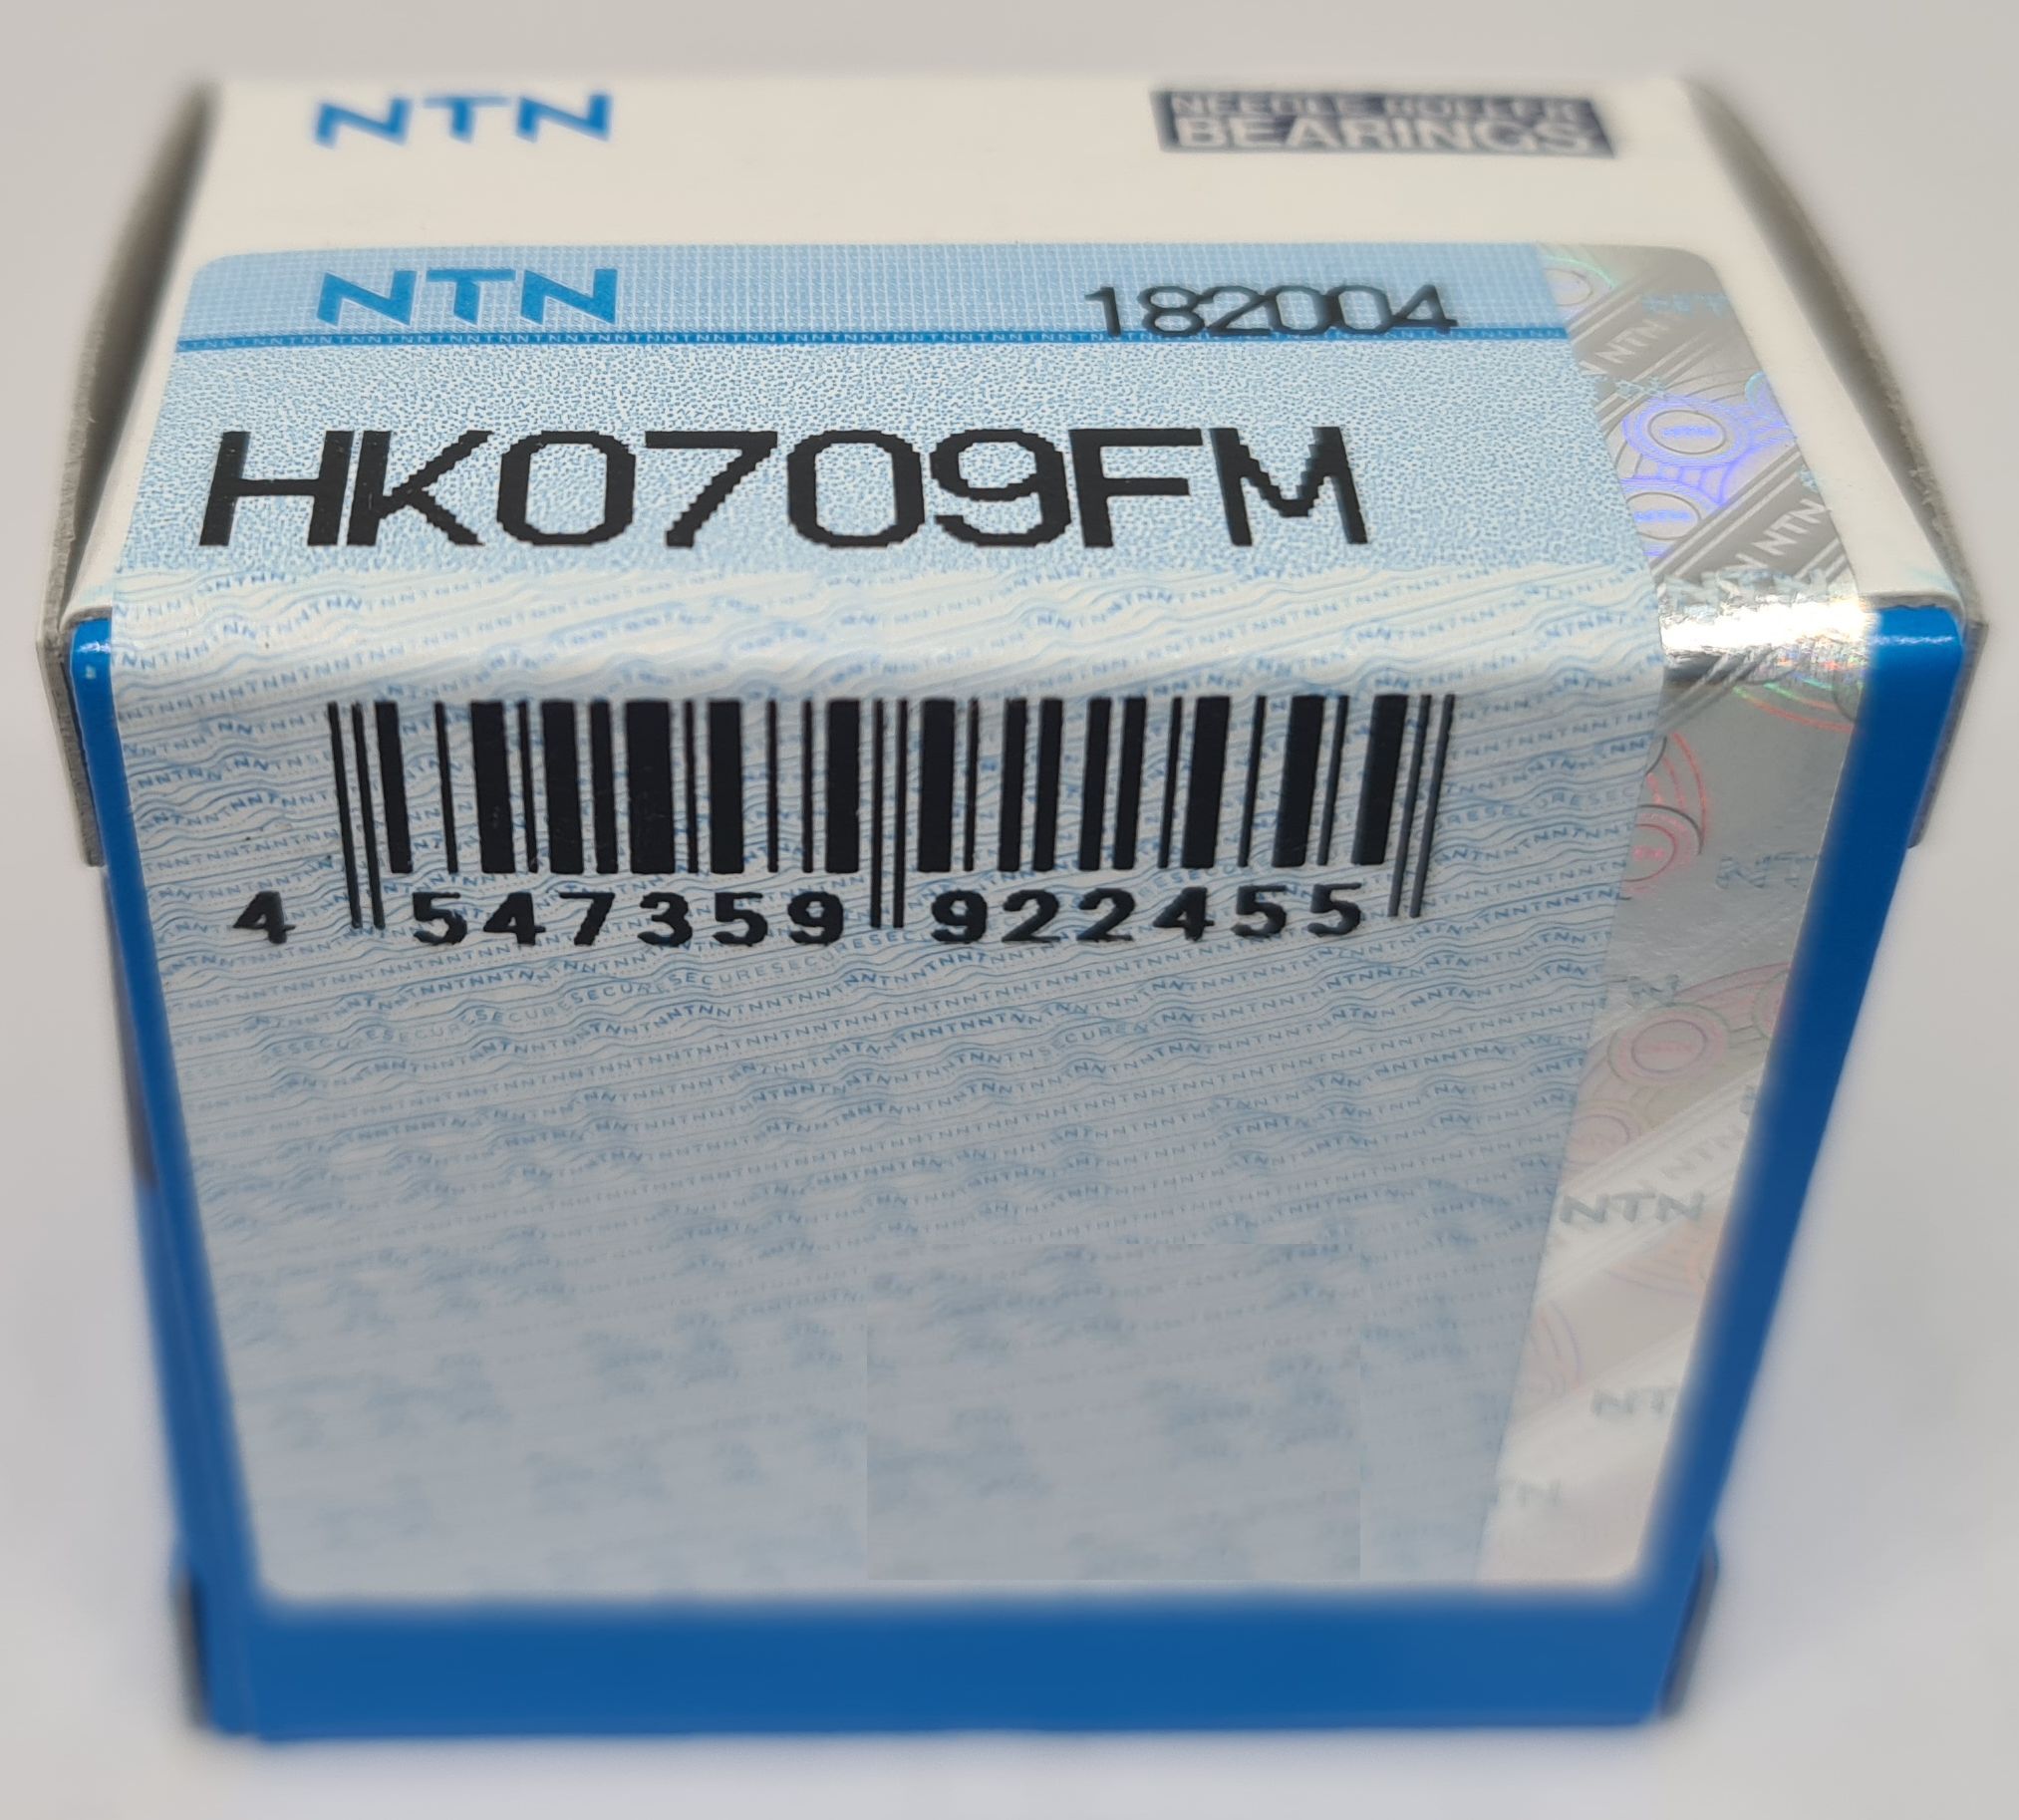 NTN
NEEDLE ROLLER
BEARINGS
NTN 182004
HK0709FM
4 547359 922455